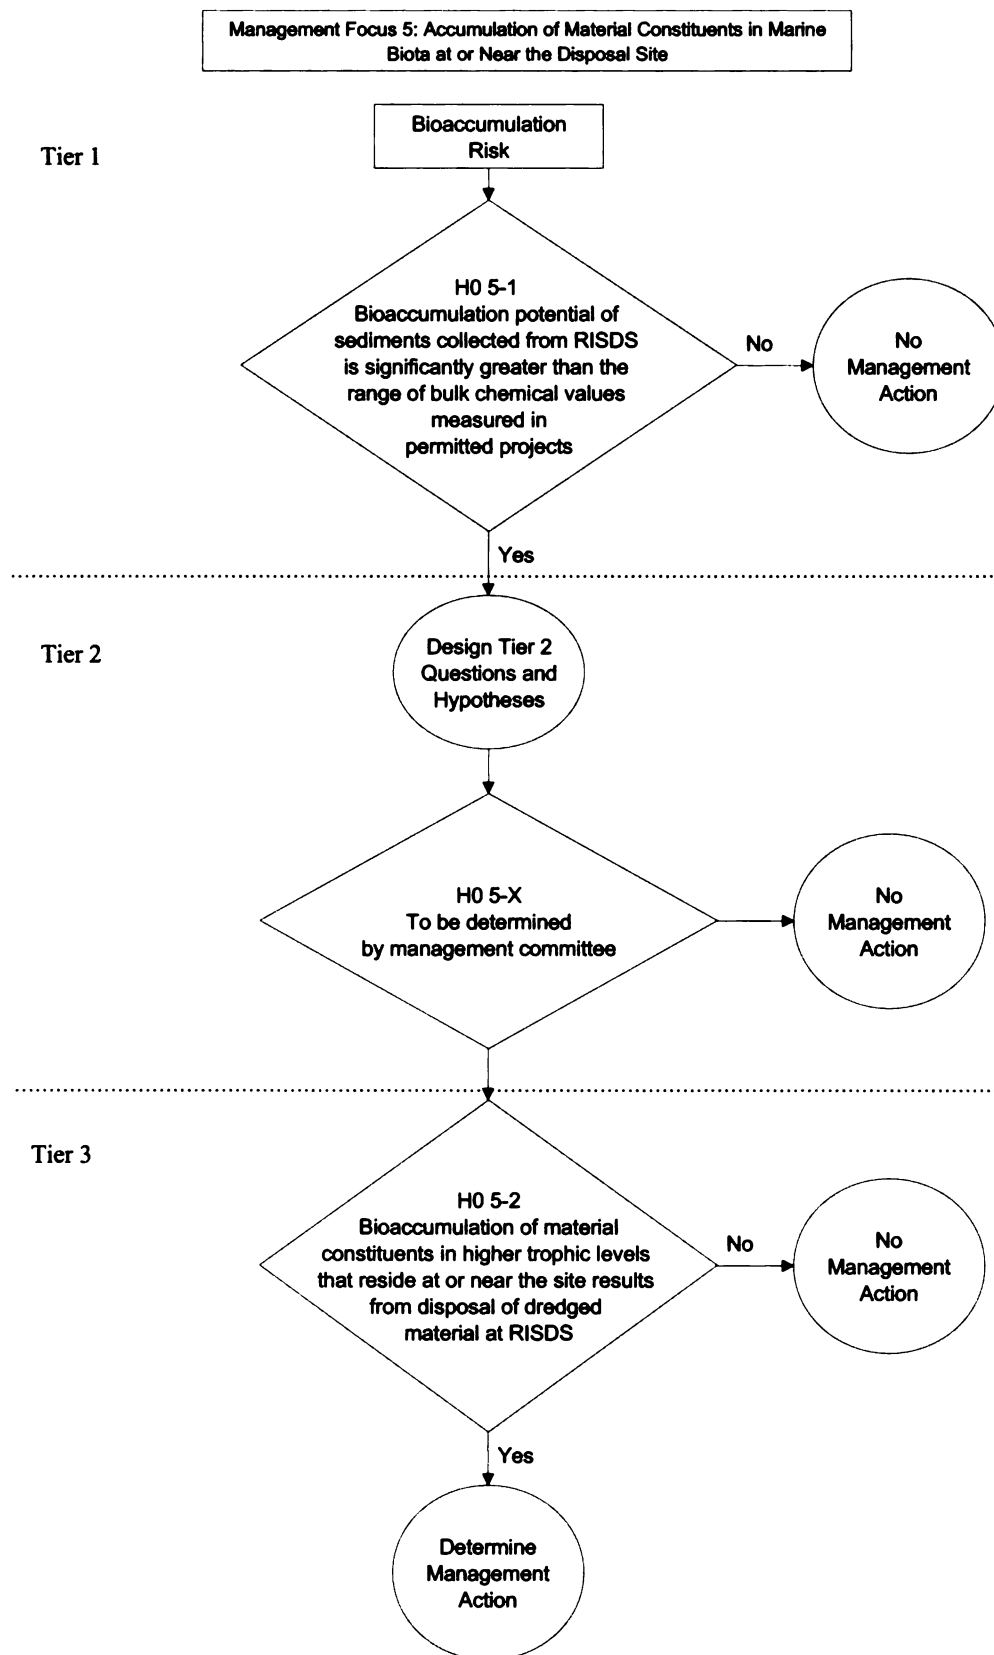 Management Focus 5: Accumulation of Material Constituents in Marine
Biota at or Near the Disposal Site
Tier 1
Bioaccumulation
Risk
H0 5-1
Bioaccumulation potential of
sediments collected from RISDS
is significantly greater than the
range of bulk chemical values
measured in
permitted projects
No
No
Management
Action
Yes
Tier 2
Design Tier 2
Questions and
Hypotheses
H0 5-X
To be determined
by management committee
No
Management
Action
Tier 3
H0 5-2
Bioaccumulation of material
constituents in higher trophic levels
that reside at or near the site results
from disposal of dredged
material at RISDS
No
No
Management
Action
Yes
Determine
Management
Action